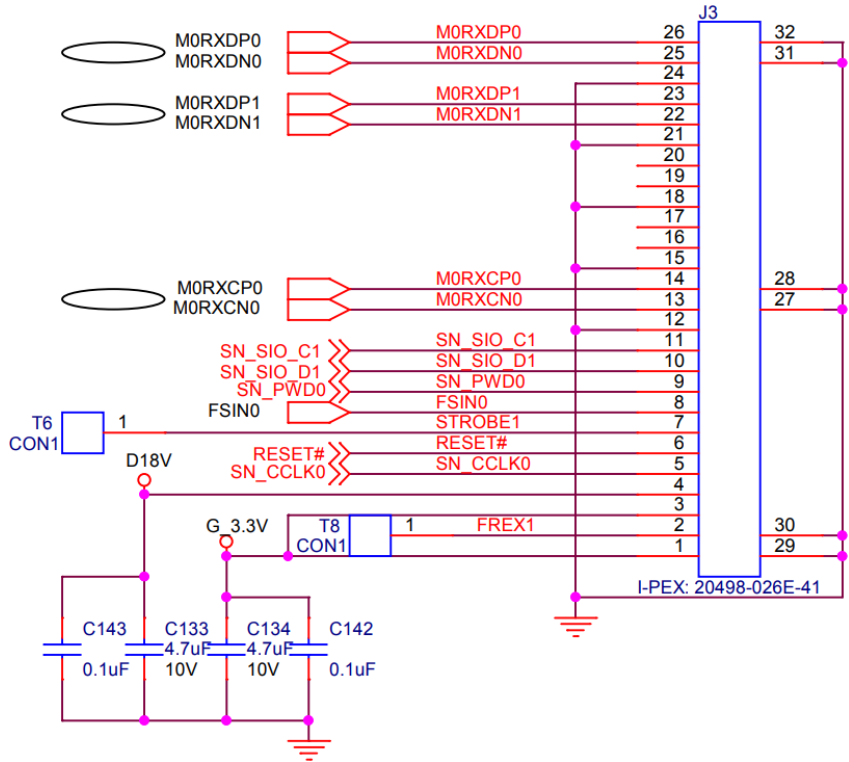 J3
M0RXDP0 M0RXDP0 26 32
M0RXDN0 M0RXDN0 25 31
24
M0RXDP1 M0RXDP1 23
M0RXDN1 M0RXDN1 22
21
20
19
18
17
16
15
M0RXCP0 M0RXCP0 14 28
M0RXCN0 M0RXCN0 13 27
12
SN_SIO_C1 SN_SIO_C1 11
SN_SIO_D1 SN_SIO_D1 10
SN_PWD0 SN_PWD0 9
FSIN0 FSIN0 8
T6 1 STROBE1 7
CON1
RESET# RESET# 6
SN_CCLK0 SN_CCLK0 5
D18V 4
3
G_3.3V T8 1 FREX1 2 30
CON1 1 29
I-PEX: 20498-026E-41
C143 C133 C134 C142
4.7uF 4.7uF
0.1uF 10V 10V 0.1uF